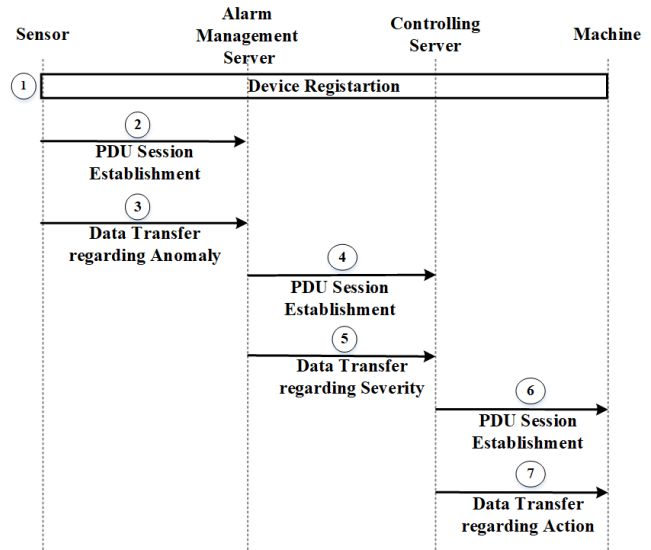 Sensor
Alarm
Management
Server
Controlling
Server
Machine
1
Device Registartion
2
PDU Session
Establishment
3
Data Transfer
regarding Anomaly
4
PDU Session
Establishment
5
Data Transfer
regarding Severity
6
PDU Session
Establishment
7
Data Transfer
regarding Action